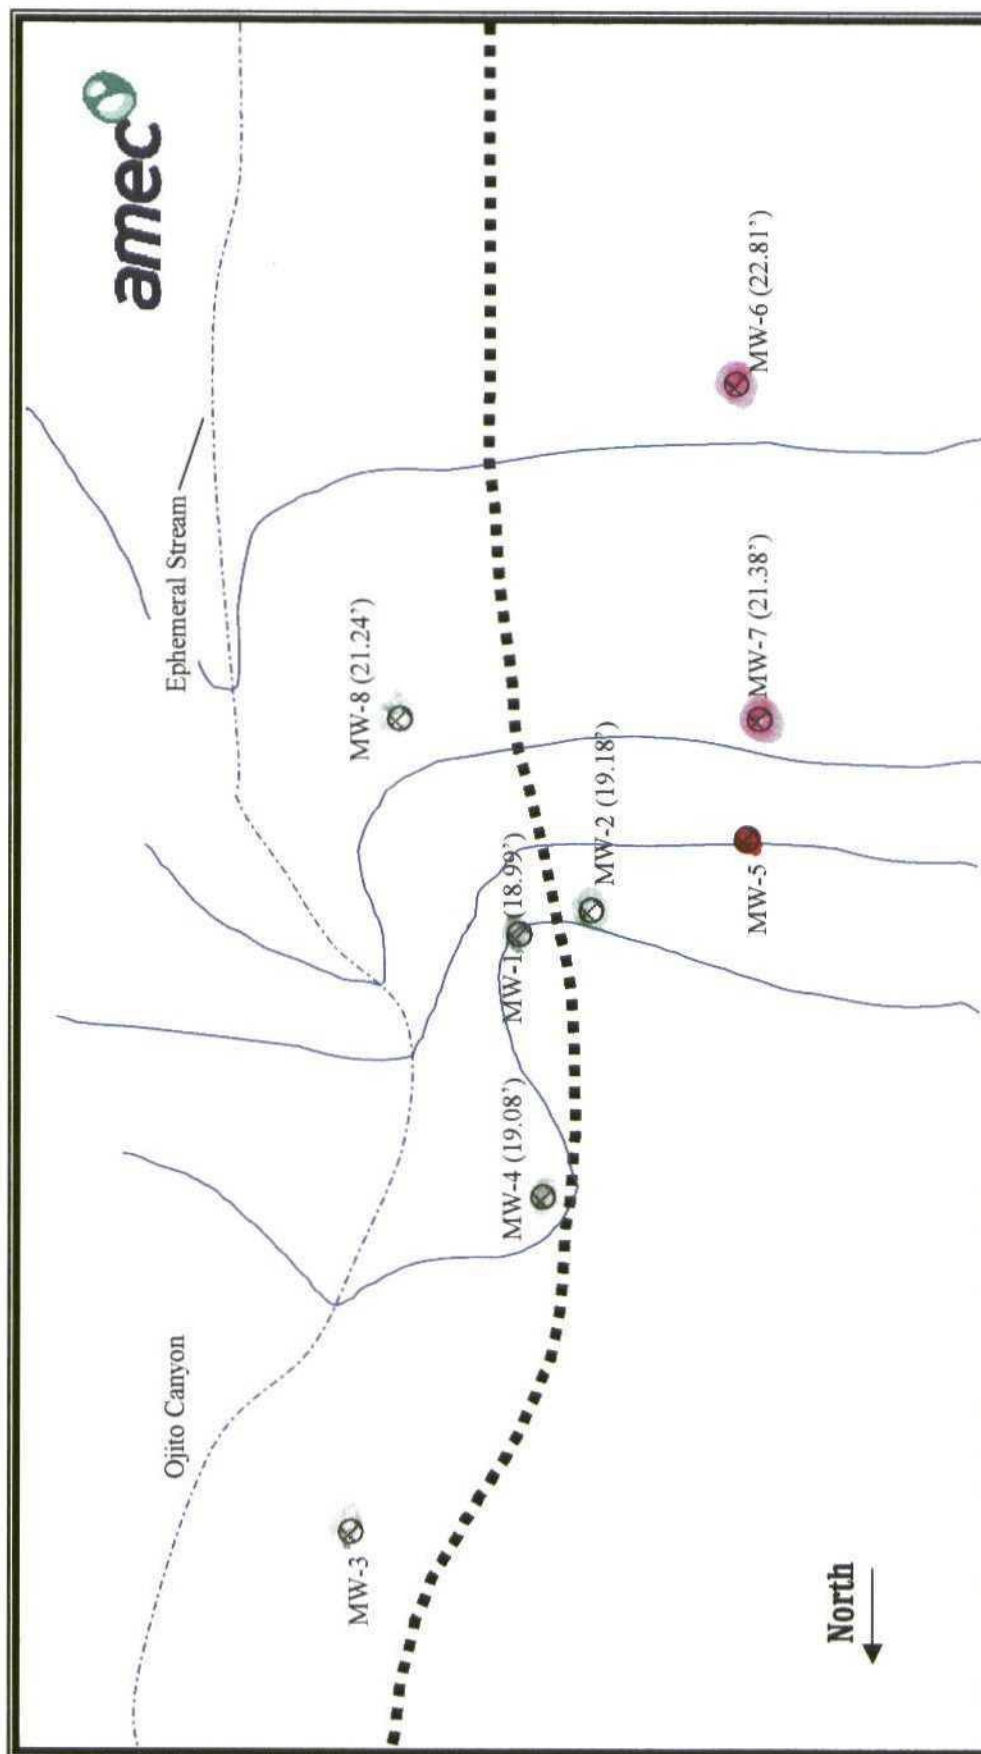 amec
Ephemeral Stream
MW-6 (22.81')
MW-8 (21.24')
MW-7 (21.38')
MW-2 (19.18')
MW-1 (18.99')
MW-5
MW-4 (19.08')
Ojito Canyon
MW-3
North